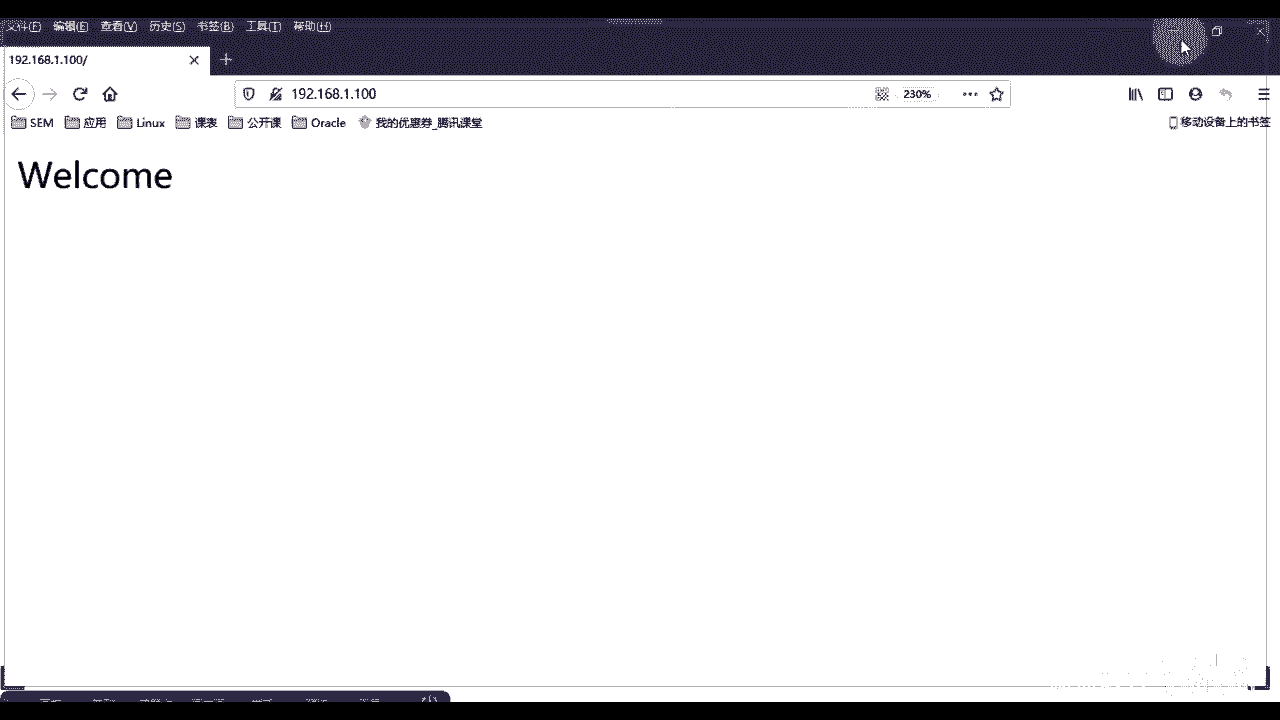 文件(F) 编辑(E) 查看(V) 历史(S) 书签(B) 工具(T) 帮助(H)
192.168.1.100/
192.168.1.100 230%
SEM 应用 Linux 课表 公开课 Oracle 我的优惠券_腾讯课堂 移动设备上的书签
Welcome